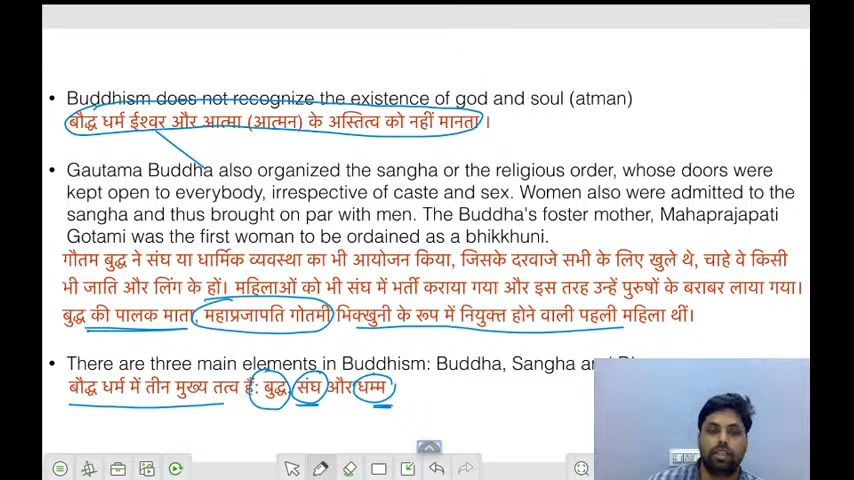 • Buddhism does not recognize the existence of god and soul (atman)
बौद्ध धर्म ईश्वर और आत्मा (आत्मन) के अस्तित्व को नहीं मानता ।
• Gautama Buddha also organized the sangha or the religious order, whose doors were
kept open to everybody, irrespective of caste and sex. Women also were admitted to the
sangha and thus brought on par with men. The Buddha's foster mother, Mahaprajapati
Gotami was the first woman to be ordained as a bhikkhuni.
गौतम बुद्ध ने संघ या धार्मिक व्यवस्था का भी आयोजन किया, जिसके दरवाजे सभी के लिए खुले थे, चाहे वे किसी
भी जाति और लिंग के हों। महिलाओं को भी संघ में भर्ती कराया गया और इस तरह उन्हें पुरुषों के बराबर लाया गया।
बुद्ध की पालक माता, महाप्रजापति गोतमी भिक्खुनी के रूप में नियुक्त होने वाली पहली महिला थीं।
• There are three main elements in Buddhism: Buddha, Sangha and
बौद्ध धर्म में तीन मुख्य तत्व हैं: बुद्ध, संघ और धम्म